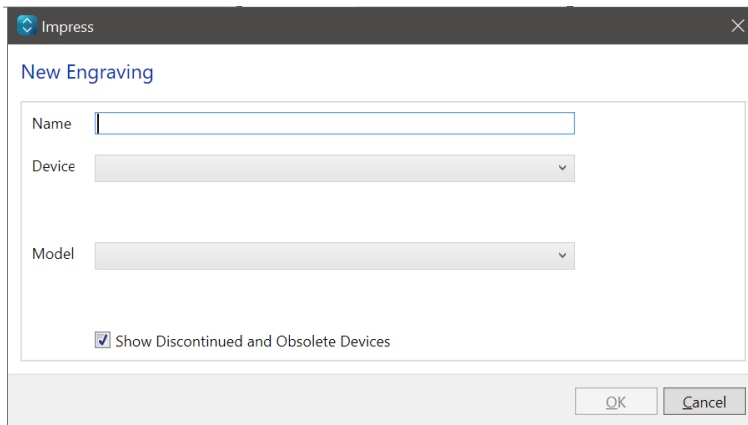 Impress
New Engraving
Name
Device
Model
Show Discontinued and Obsolete Devices
OK
Cancel